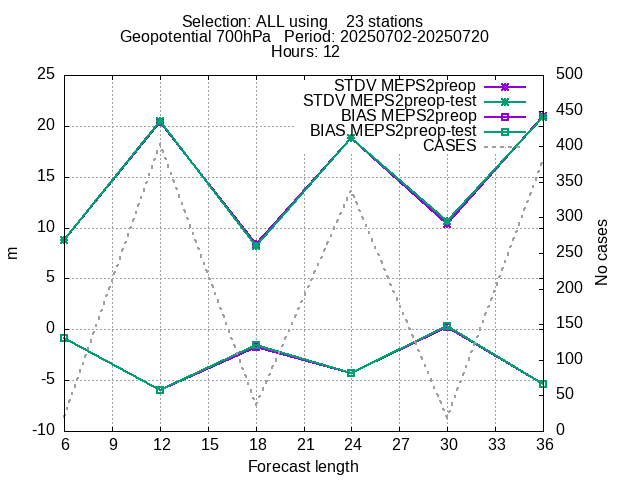 Selection: ALL using    23 stations
Geopotential 700hPa   Period: 20250702-20250720
Hours: 12
STDV MEPS2preop
STDV MEPS2preop-test
BIAS MEPS2preop
BIAS MEPS2preop-test
CASES
m
25
20
15
10
5
0
-5
-10
No cases
500
450
400
350
300
250
200
150
100
50
0
6 9 12 15 18 21 24 27 30 33 36
Forecast length